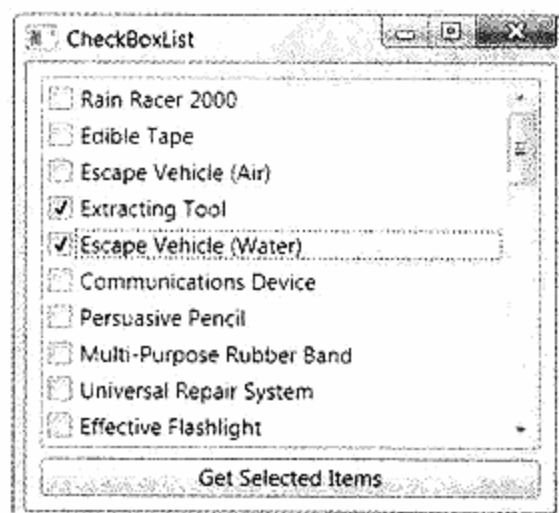 CheckBoxList
Rain Racer 2000
Edible Tape
Escape Vehicle (Air)
Extracting Tool
Escape Vehicle (Water)
Communications Device
Persuasive Pencil
Multi-Purpose Rubber Band
Universal Repair System
Effective Flashlight
Get Selected Items